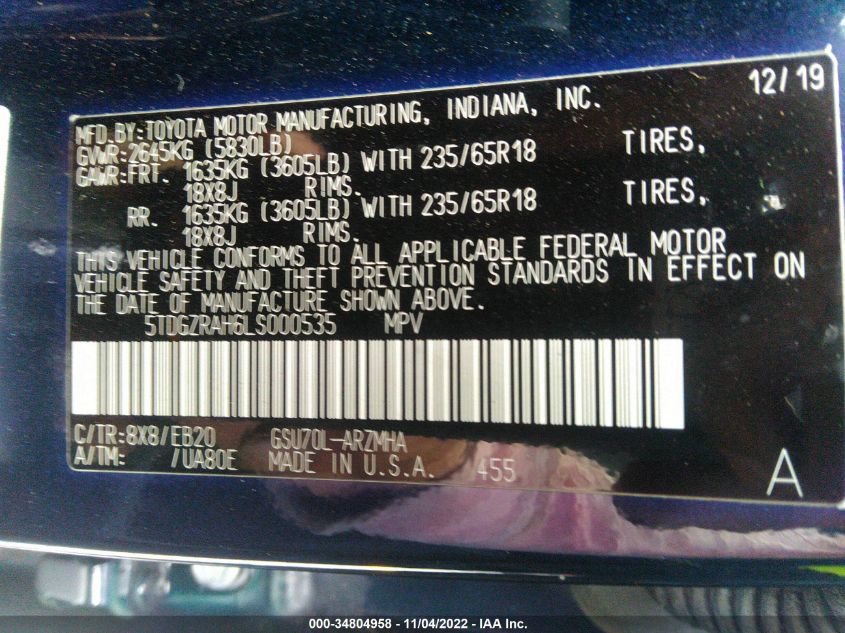 12/19
MFD.BY:TOYOTA MOTOR MANUFACTURING, INDIANA, INC.
GVWR:2645KG (5830LB)
GAWR:FRT. 1635KG (3605LB) WITH 235/65R18 TIRES,
18X8J RIMS.
RR. 1635KG (3605LB) WITH 235/65R18 TIRES,
18X8J RIMS.
THIS VEHICLE CONFORMS TO ALL APPLICABLE FEDERAL MOTOR
VEHICLE SAFETY AND THEFT PREVENTION STANDARDS IN EFFECT ON
THE DATE OF MANUFACTURE SHOWN ABOVE.
5TDGZRAH6LS000535 MPV
C/TR:8X8/EB20 GSU70L-ARZMHA
A/TM: /UA80E MADE IN U.S.A. 455
A
000-34804958 - 11/04/2022 - IAA Inc.